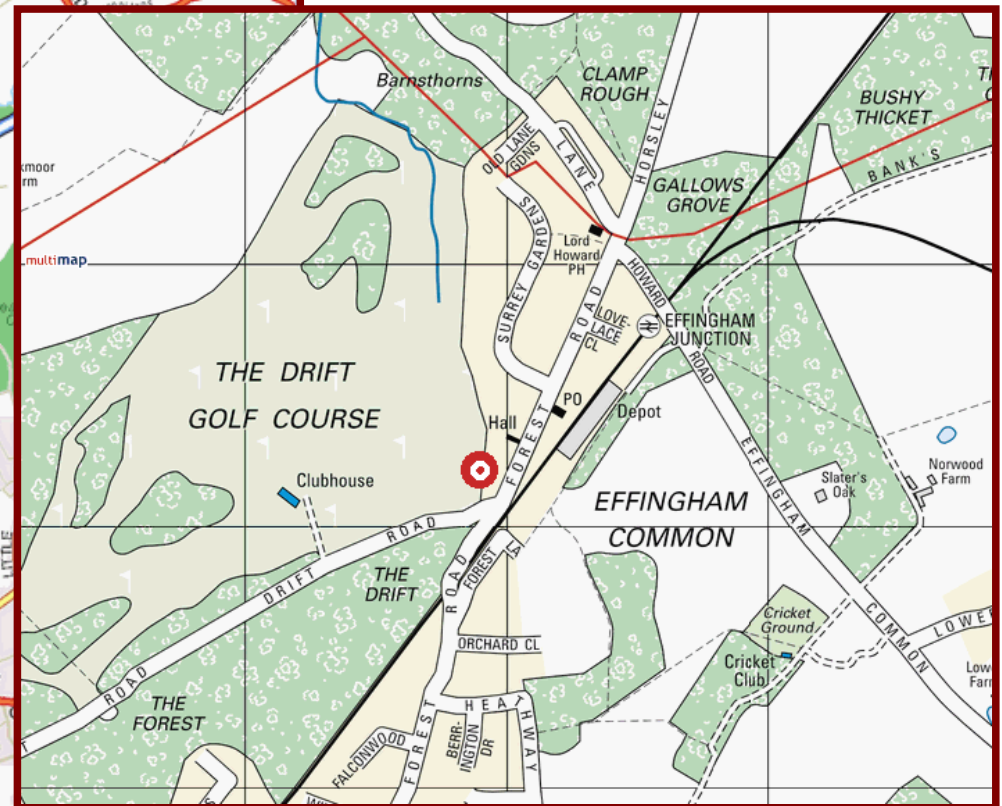 Barnsthorns
CLAMP
ROUGH
BUSHY
THICKET
HORSLEY
OLD LANE
GDNS
LANE
BANK'S
GALLOWS
GROVE
Lord
Howard
PH
multimap
SURREY GARDENS
HOWARD
ROAD
LOVE-
LACE
CL
EFFINGHAM
JUNCTION
ROAD
THE DRIFT
GOLF COURSE
PO
Depot
Hall
FOREST
Clubhouse
EFFINGHAM
COMMON
EFFINGHAM
Slater's
Oak
Norwood
Farm
DRIFT ROAD
THE
DRIFT
ROAD
FOREST
LA
LITTLE
Cricket
Ground
COMMON
LOWER
ORCHARD CL
Cricket
Club
ROAD
THE
FOREST
HEATHWAY
FOREST
BERR-
INGTON
DR
FALCONWOOD